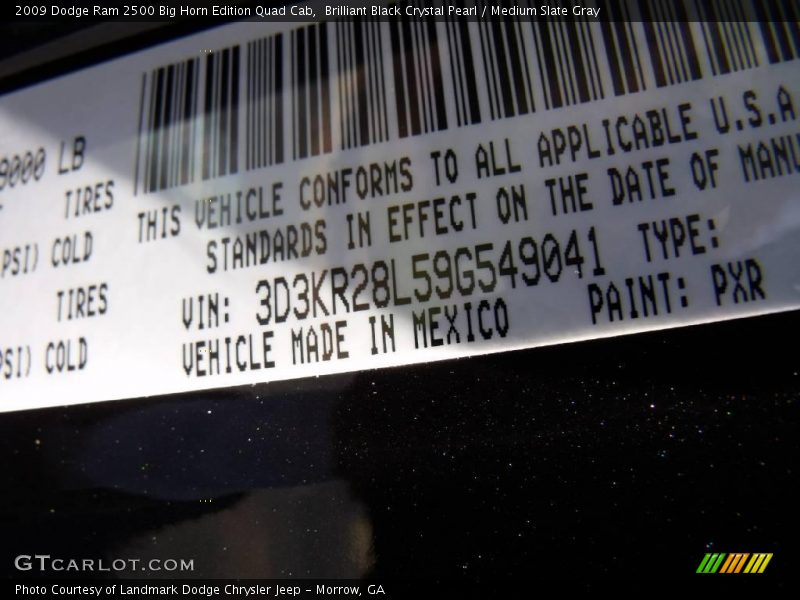 2009 Dodge Ram 2500 Big Horn Edition Quad Cab,  Brilliant Black Crystal Pearl / Medium Slate Gray
9000 LB
TIRES
PSI) COLD
TIRES
PSI) COLD
THIS VEHICLE CONFORMS TO ALL APPLICABLE U.S.A
STANDARDS IN EFFECT ON THE DATE OF MANU
VIN: 3D3KR28L59G549041 TYPE:
VEHICLE MADE IN MEXICO PAINT: PXR
GTCARLOT.COM
Photo Courtesy of Landmark Dodge Chrysler Jeep – Morrow, GA